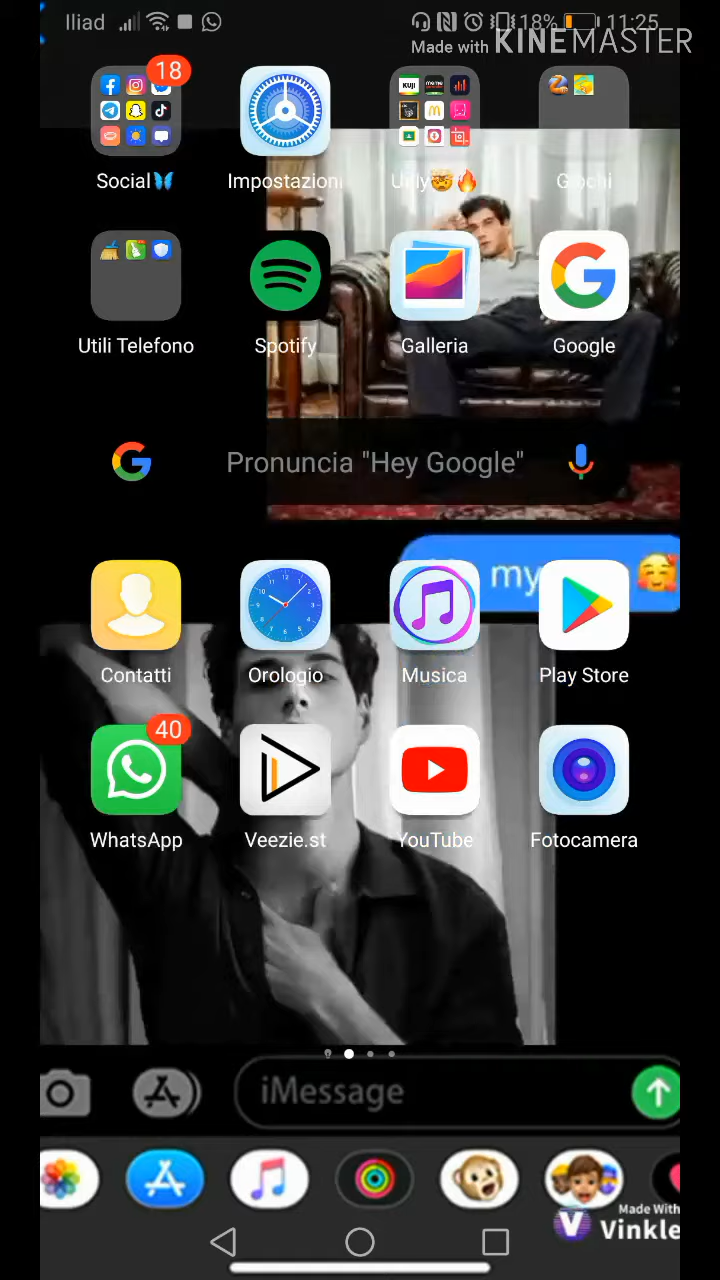 Iliad 18% 11:25
Made with KINEMASTER
18
Social🦋 Impostazioni Giochi
Utili Telefono Spotify Galleria Google
Pronuncia "Hey Google"
my 🥰
Contatti Orologio Musica Play Store
40
WhatsApp Veezie.st YouTube Fotocamera
iMessage
Made With
Vinkle